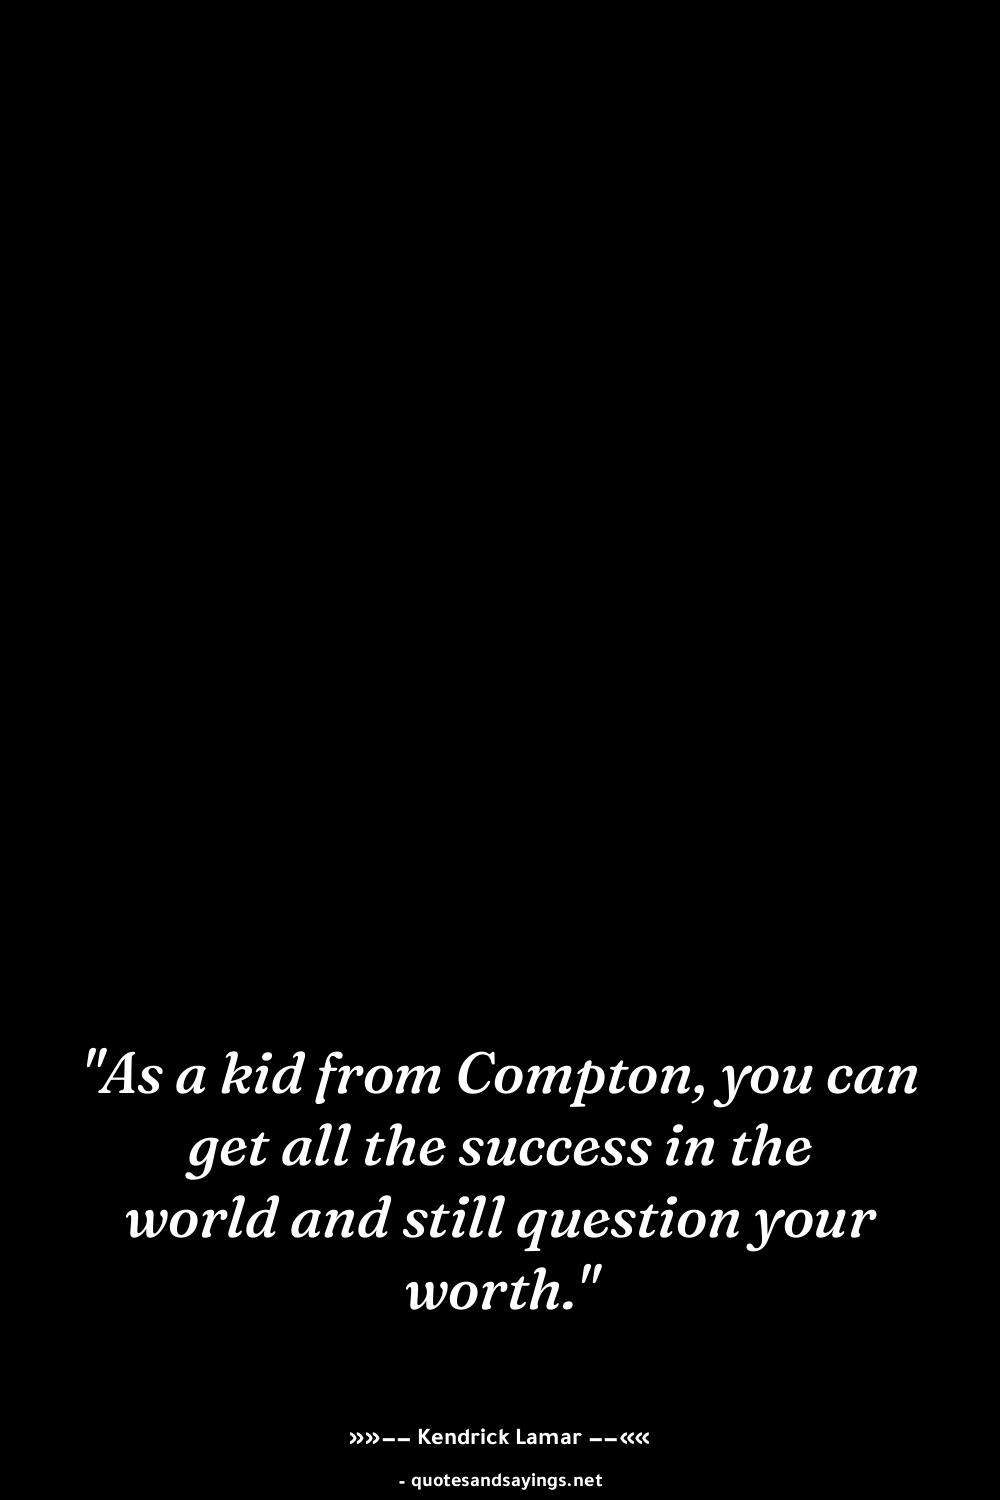 "As a kid from Compton, you can
get all the success in the
world and still question your
worth."
»»−− Kendrick Lamar −−««
- quotesandsayings.net